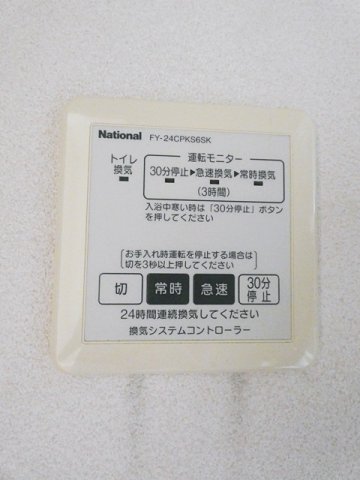 National FY-24CPKS6SK
運転モニター
トイレ
換気
30分停止▶急速換気▶常時換気
(3時間)
入浴中寒い時は「30分停止」ボタン
を押してください
お手入れ時運転を停止する場合は
切を3秒以上押してください
切 常時 急速 30分
停止
24時間連続換気してください
換気システムコントローラー